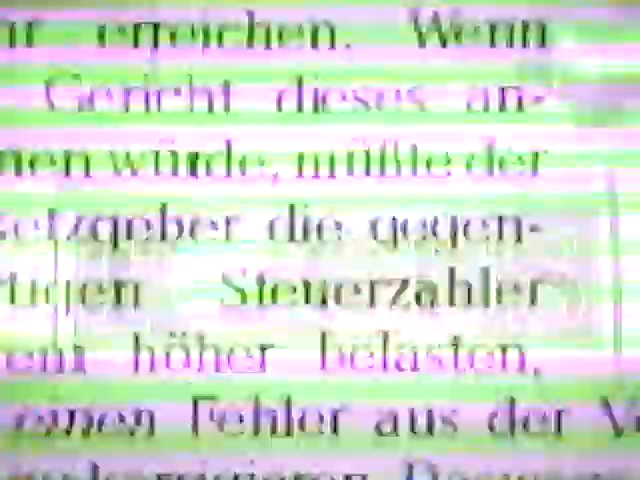 erreichen. Wenn
Gericht dieses an-
nen würde, müßte der
setzgeber die gegen-
rtigen Steuerzahler
höher belasten,
einen Fehler aus der